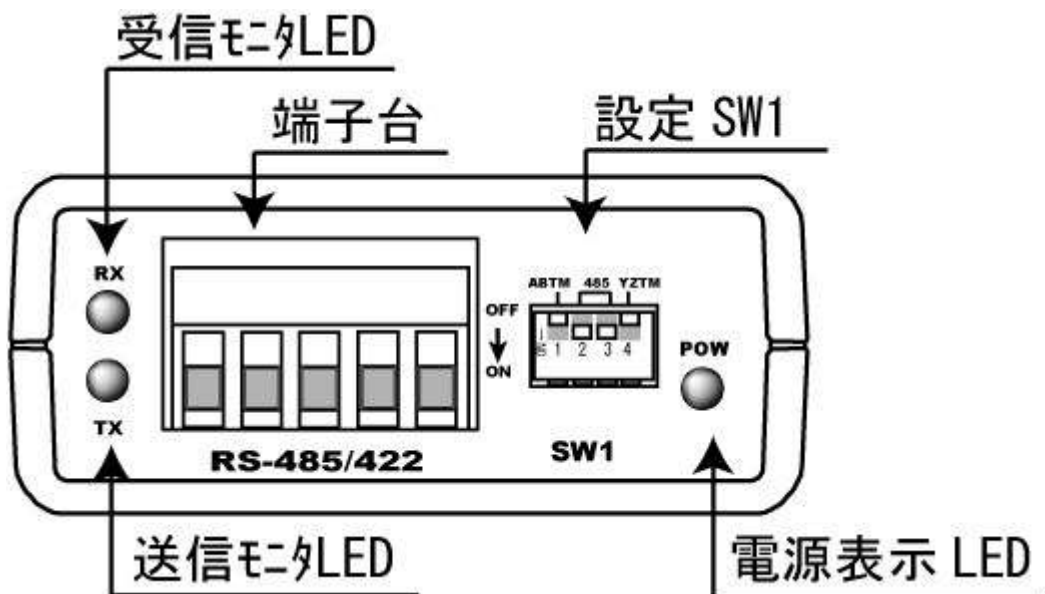 受信ﾓﾆﾀLED
端子台
設定 SW1
RX
ABTM 485 YZTM
OFF
1 2 3 4
ON
POW
TX
RS-485/422
SW1
送信ﾓﾆﾀLED
電源表示 LED